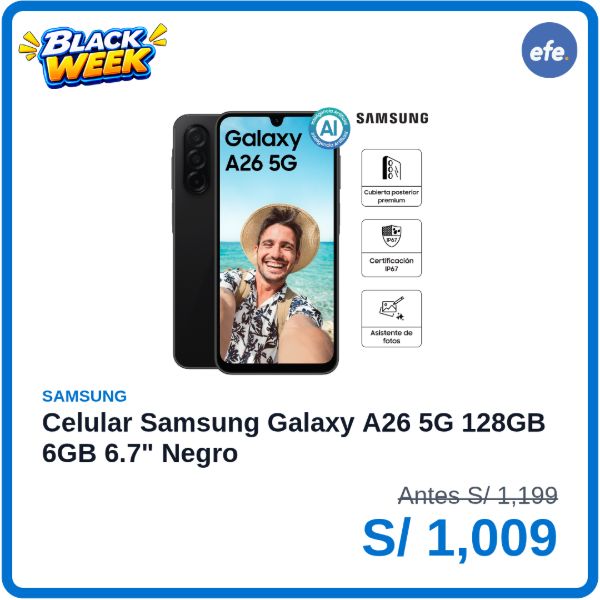 BLACK
WEEK
efe.
Galaxy
A26 5G
AI
SAMSUNG
Cubierta posterior
premium
IP67
Certificación
IP67
Asistente de
fotos
SAMSUNG
Celular Samsung Galaxy A26 5G 128GB
6GB 6.7" Negro
Antes S/ 1,199
S/ 1,009